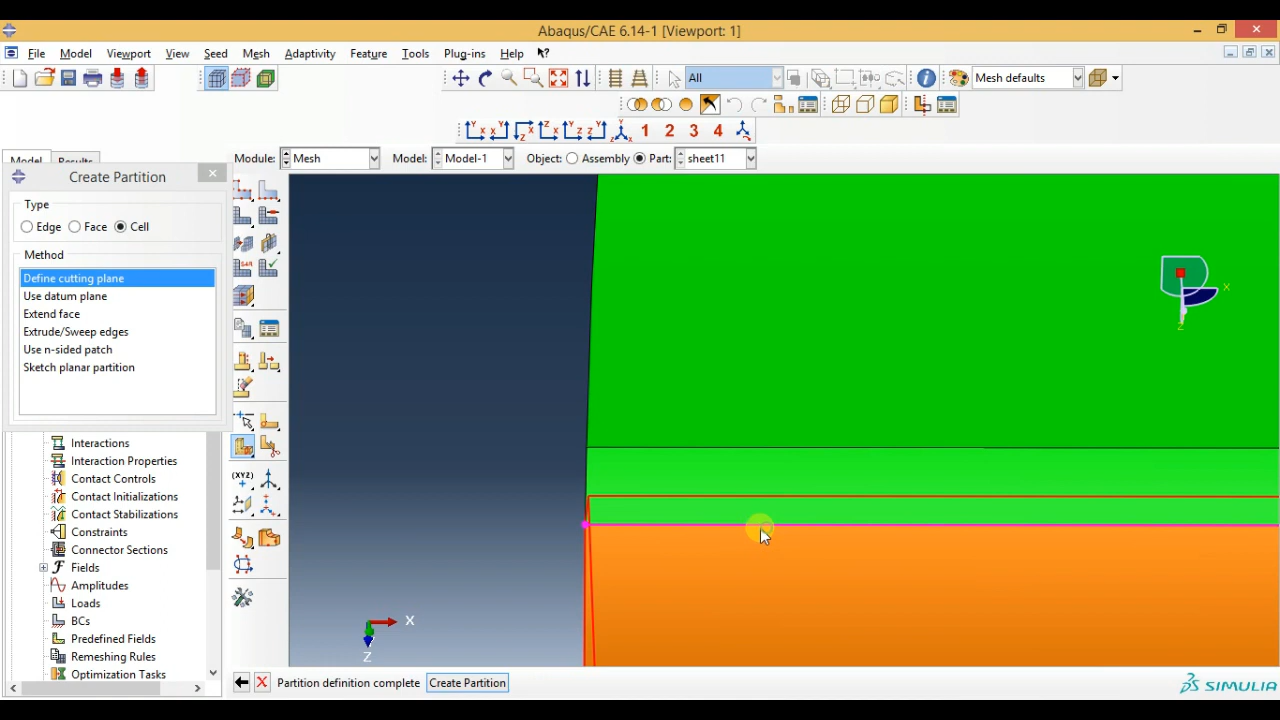 Abaqus/CAE 6.14-1 [Viewport: 1]
File Model Viewport View Seed Mesh Adaptivity Feature Tools Plug-ins Help
All
Mesh defaults
1 2 3 4
Model Results
Module: Mesh Model: Model-1 Object: Assembly Part: sheet11
Create Partition
Type
Edge Face Cell
Method
Define cutting plane
Use datum plane
Extend face
Extrude/Sweep edges
Use n-sided patch
Sketch planar partition
Interactions
Interaction Properties
Contact Controls
Contact Initializations
Contact Stabilizations
Constraints
Connector Sections
Fields
Amplitudes
Loads
BCs
Predefined Fields
Remeshing Rules
Optimization Tasks
X
Z
X
Z
Partition definition complete Create Partition
SIMULIA